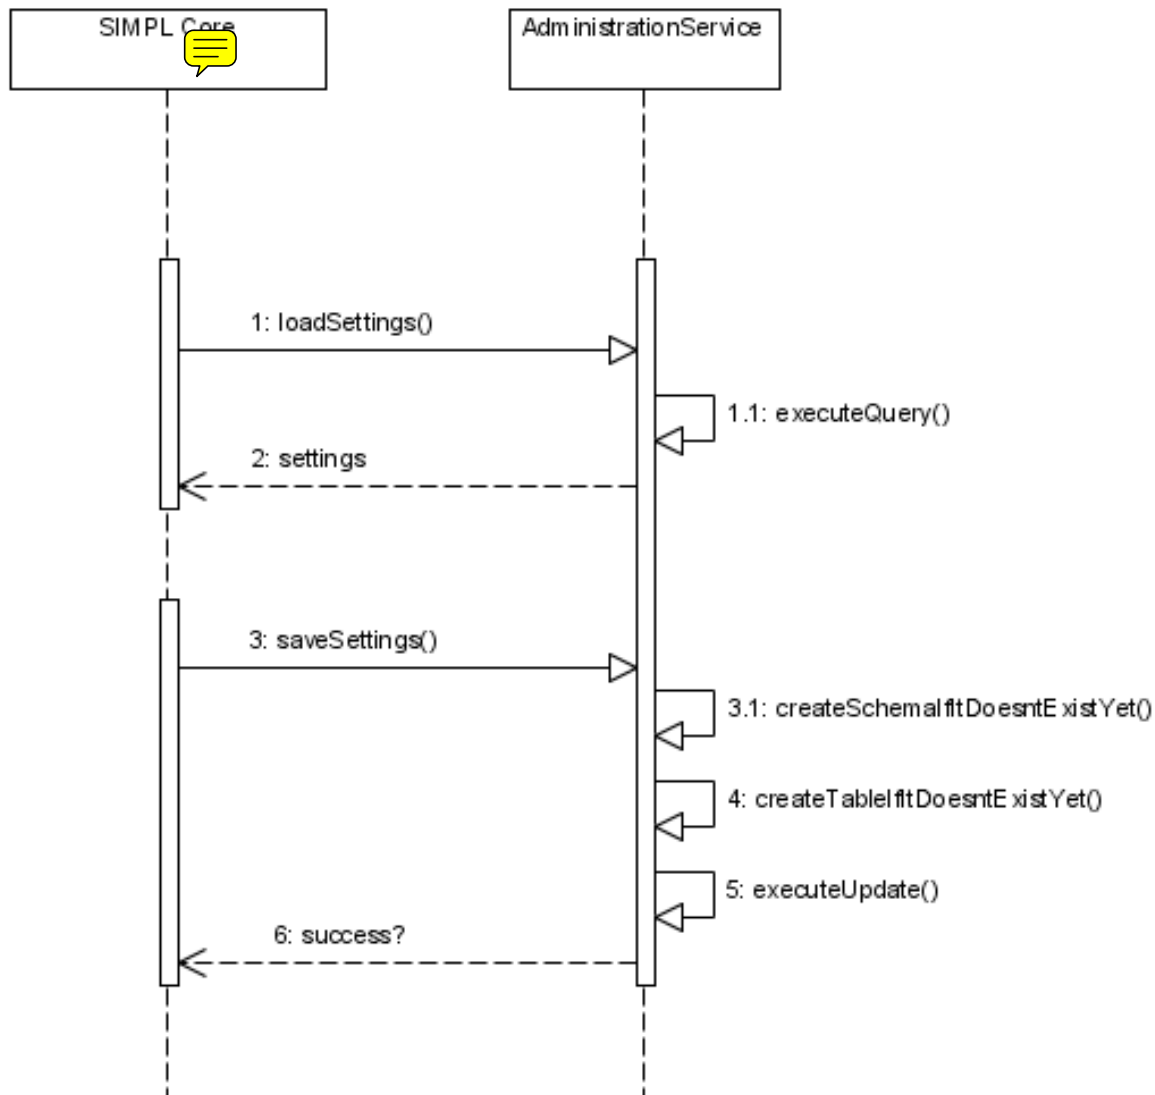 SIMPL Core
AdministrationService
1: loadSettings()
1.1: executeQuery()
2: settings
3: saveSettings()
3.1: createSchemaIfItDoesntExistYet()
4: createTableIfItDoesntExistYet()
5: executeUpdate()
6: success?